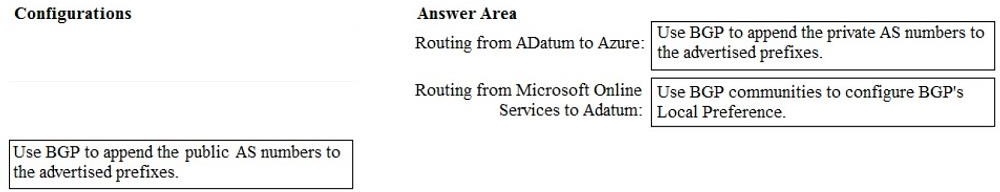 Configurations
Answer Area
Routing from ADatum to Azure:
Use BGP to append the private AS numbers to
the advertised prefixes.
Routing from Microsoft Online
Services to Adatum:
Use BGP communities to configure BGP's
Local Preference.
Use BGP to append the public AS numbers to
the advertised prefixes.